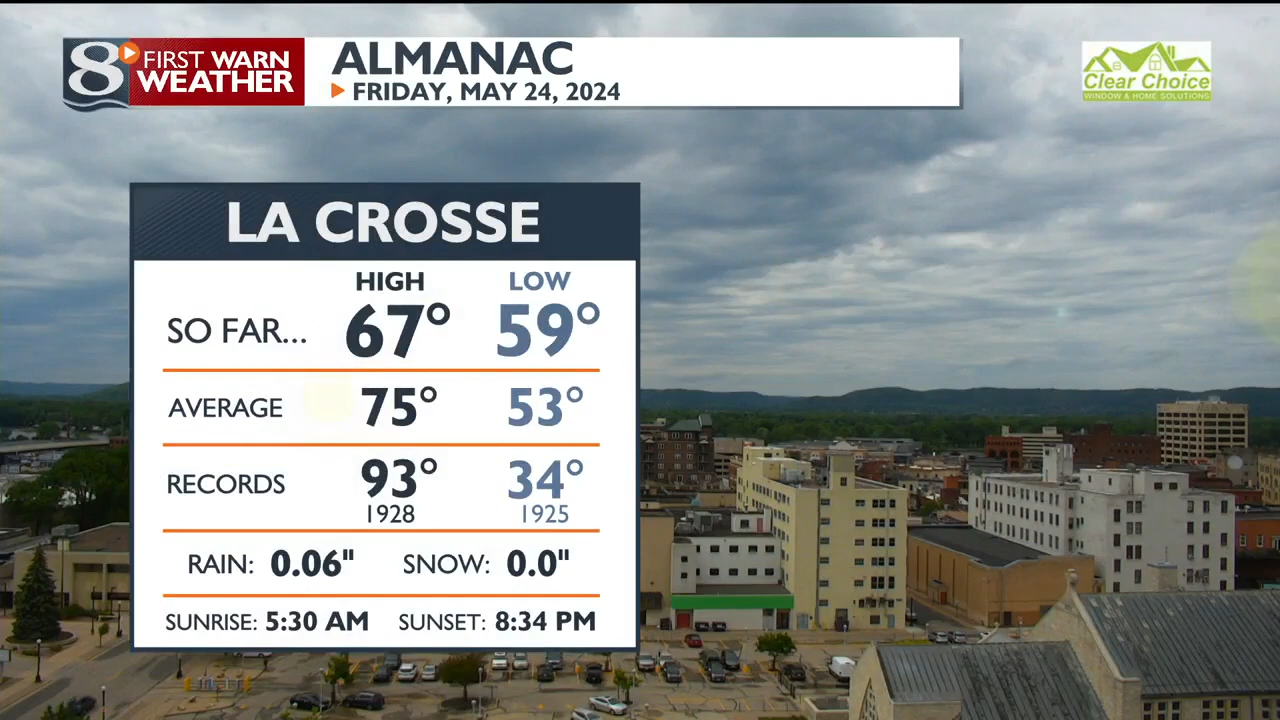 8 FIRST WARN
WEATHER
ALMANAC
FRIDAY, MAY 24, 2024
Clear Choice
WINDOW & HOME SOLUTIONS
LA CROSSE
HIGH LOW
SO FAR... 67° 59°
AVERAGE 75° 53°
RECORDS 93° 34°
1928 1925
RAIN: 0.06" SNOW: 0.0"
SUNRISE: 5:30 AM SUNSET: 8:34 PM